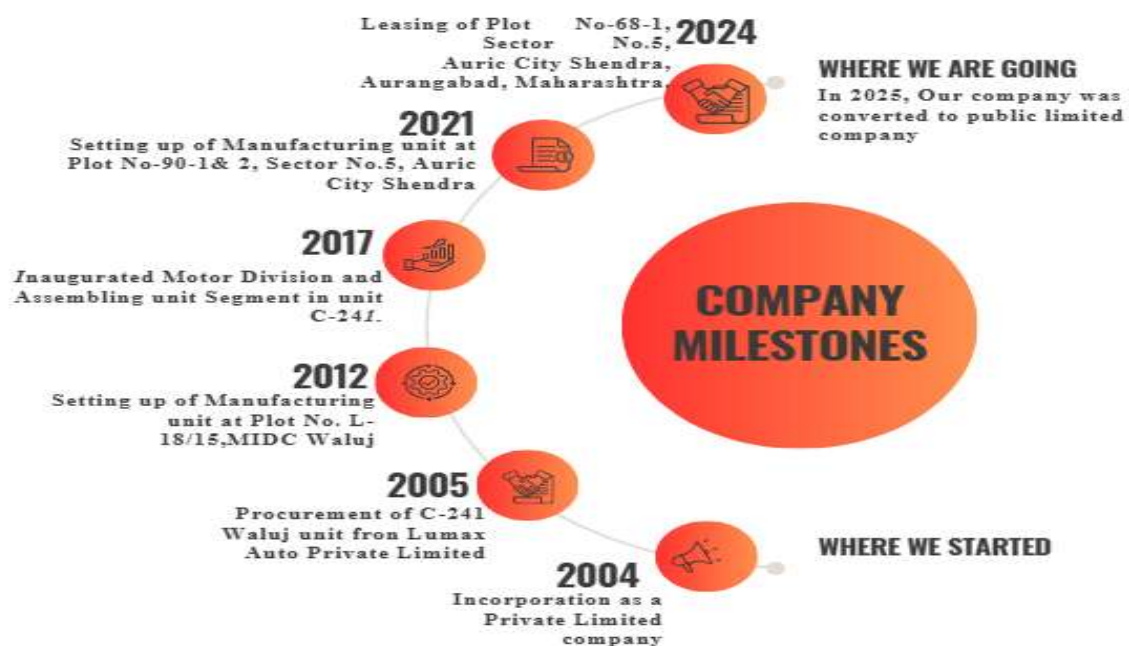 Leasing of Plot No-68-1,
Sector No.5,
Auric City Shendra,
Aurangabad, Maharashtra,
2024
WHERE WE ARE GOING
In 2025, Our company was
converted to public limited
company
2021
Setting up of Manufacturing unit at
Plot No-90-1& 2, Sector No.5, Auric
City Shendra
2017
Inaugurated Motor Division and
Assembling unit Segment in unit
C-241.
COMPANY
MILESTONES
2012
Setting up of Manufacturing
unit at Plot No. L-
18/15,MIDC Waluj
2005
Procurement of C-241
Waluj unit fron Lumax
Auto Private Limited
WHERE WE STARTED
2004
Incorporation as a
Private Limited
company